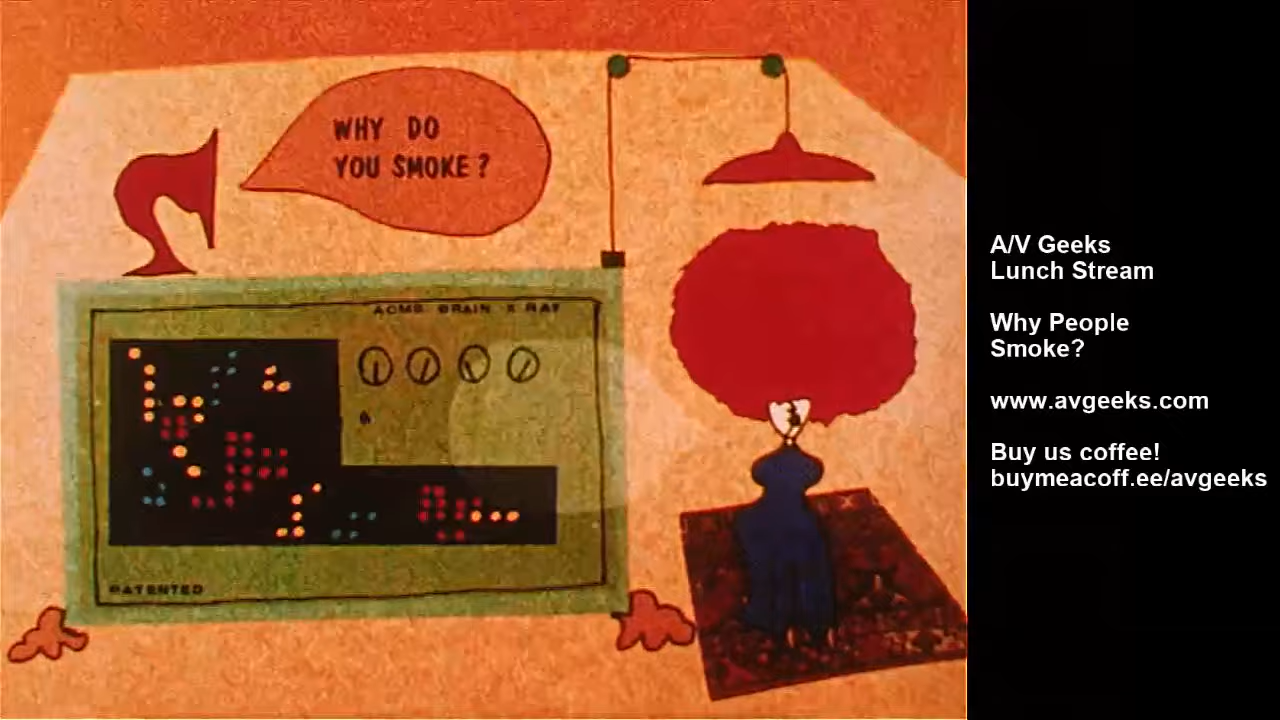 WHY DO
YOU SMOKE?
ACME BRAIN X RAY
PATENTED
A/V Geeks
Lunch Stream
Why People
Smoke?
www.avgeeks.com
Buy us coffee!
buymeacoff.ee/avgeeks